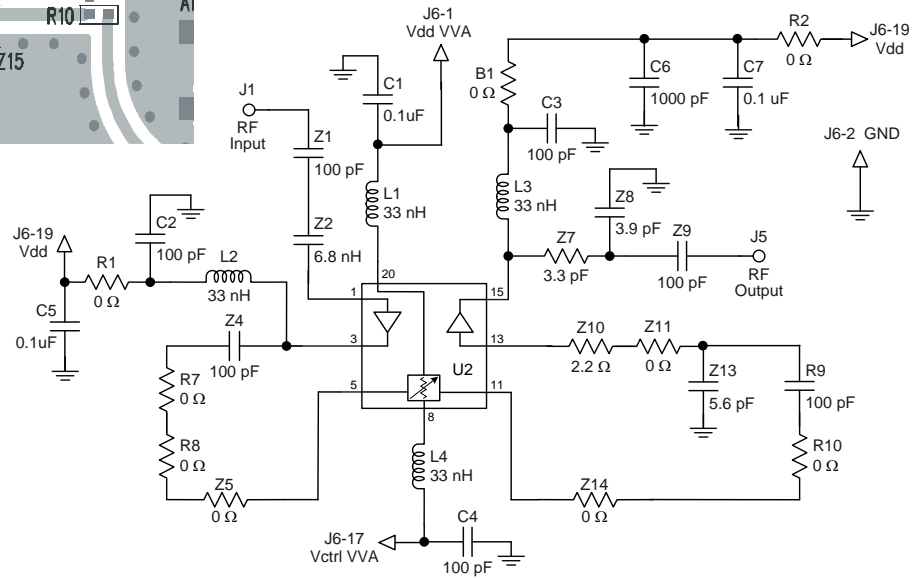 R10
Z15
J6-1
Vdd VVA
C1
0.1uF
J1
RF
Input
Z1
100 pF
L1
33 nH
Z2
6.8 nH
B1
0 Ω
C3
100 pF
C6
1000 pF
C7
0.1 uF
R2
0 Ω
J6-19
Vdd
J6-2 GND
L3
33 nH
Z8
3.9 pF
Z7
3.3 pF
Z9
100 pF
J5
RF
Output
J6-19
Vdd
C2
100 pF
R1
0 Ω
L2
33 nH
C5
0.1uF
Z4
100 pF
R7
0 Ω
R8
0 Ω
Z5
0 Ω
20
1
15
3
13
U2
5
11
8
Z10
2.2 Ω
Z11
0 Ω
Z13
5.6 pF
R9
100 pF
R10
0 Ω
Z14
0 Ω
L4
33 nH
J6-17
Vctrl VVA
C4
100 pF